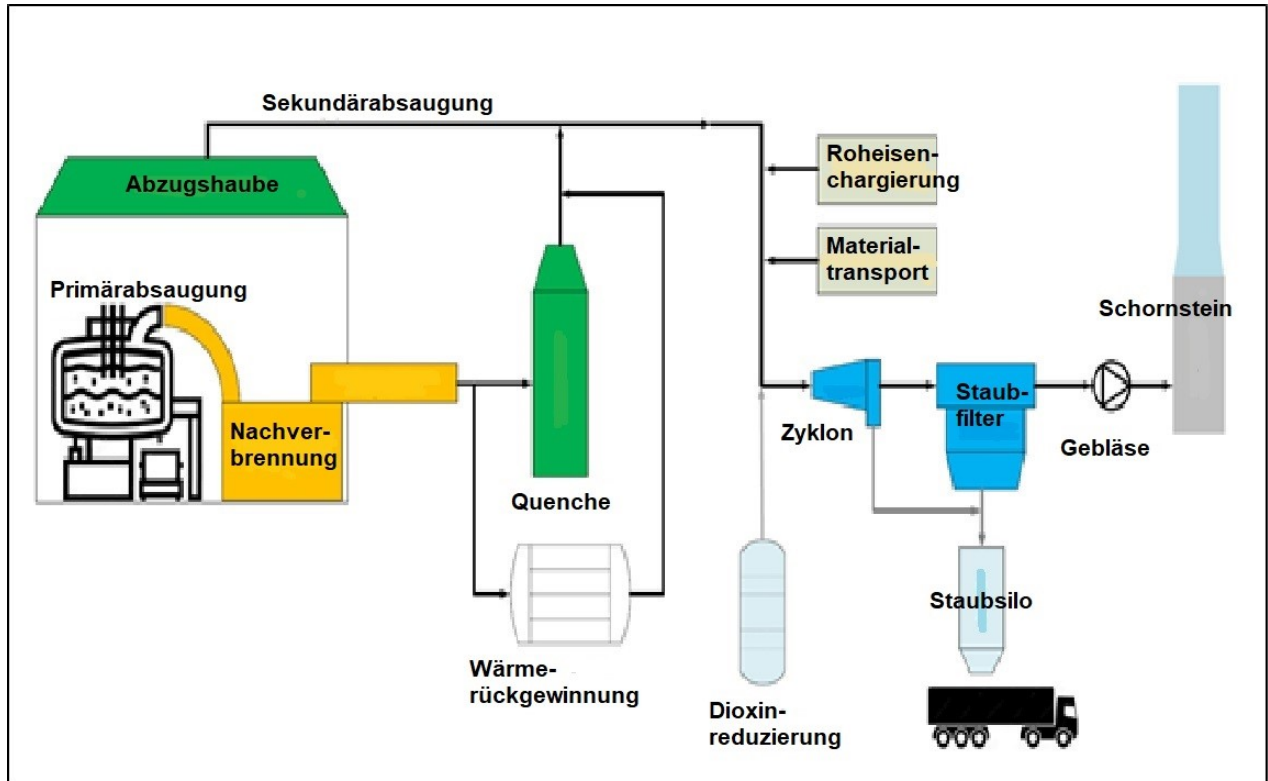 Sekundärabsaugung
Abzugshaube
Roheisen-
chargierung
Primärabsaugung
Material-
transport
Schornstein
Nachver-
brennung
Zyklon
Staub-
filter
Gebläse
Quenche
Staubsilo
Wärme-
rückgewinnung
Dioxin-
reduzierung